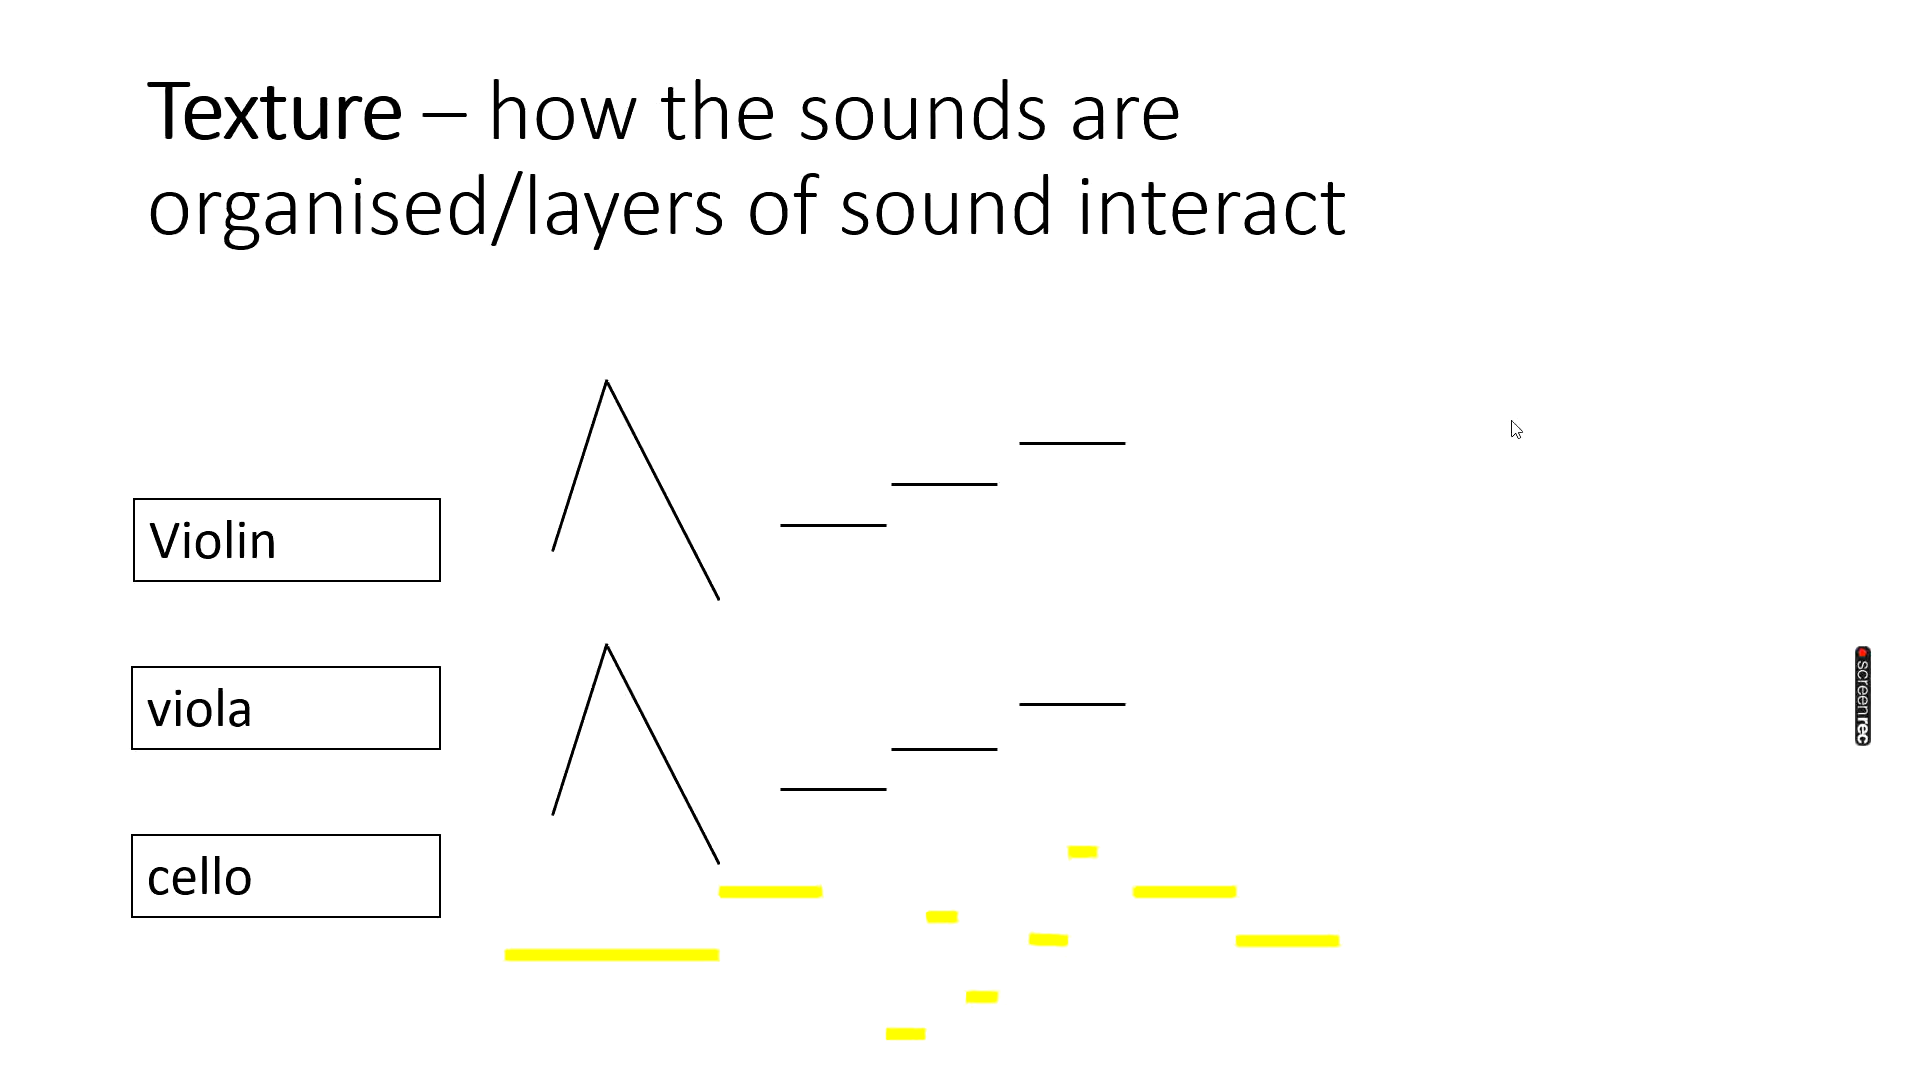 Texture – how the sounds are
organised/layers of sound interact
Violin
viola
cello
screenrec